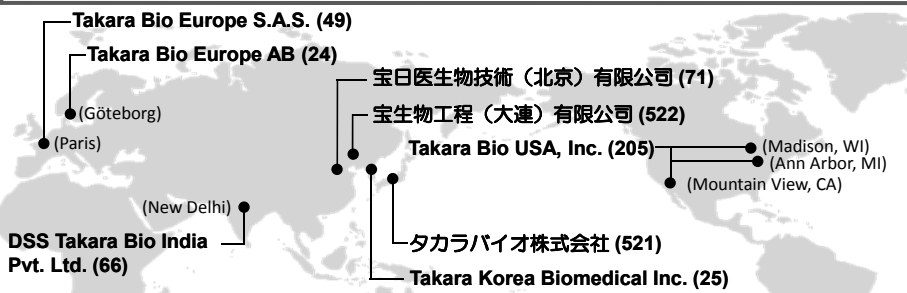 Takara Bio Europe S.A.S. (49)
Takara Bio Europe AB (24)
(Göteborg)
(Paris)
宝日医生物技術（北京）有限公司 (71)
宝生物工程（大連）有限公司 (522)
Takara Bio USA, Inc. (205)
(Madison, WI)
(Ann Arbor, MI)
(Mountain View, CA)
(New Delhi)
DSS Takara Bio India
Pvt. Ltd. (66)
タカラバイオ株式会社 (521)
Takara Korea Biomedical Inc. (25)